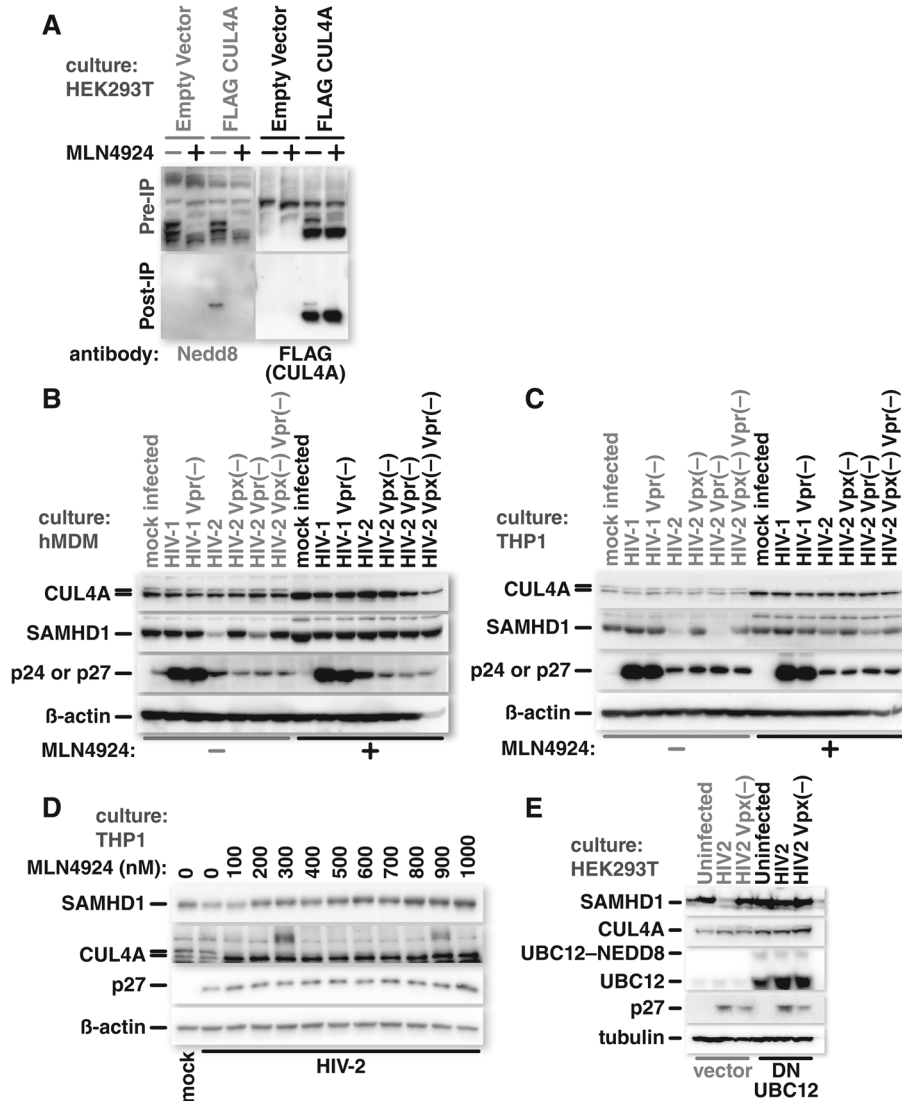 A
culture:
HEK293T
Empty Vector
FLAG CUL4A
Empty Vector
FLAG CUL4A
MLN4924 – + – + – + – +
Pre-IP
Post-IP
antibody: Nedd8 FLAG
(CUL4A)
B
culture:
hMDM
mock infected
HIV-1
HIV-1 Vpr(–)
HIV-2
HIV-2 Vpx(–)
HIV-2 Vpr(–)
HIV-2 Vpx(–) Vpr(–)
mock infected
HIV-1
HIV-1 Vpr(–)
HIV-2
HIV-2 Vpx(–)
HIV-2 Vpr(–)
HIV-2 Vpx(–) Vpr(–)
CUL4A
SAMHD1
p24 or p27
ß-actin
MLN4924: – +
C
culture:
THP1
mock infected
HIV-1
HIV-1 Vpr(–)
HIV-2
HIV-2 Vpx(–)
HIV-2 Vpr(–)
HIV-2 Vpx(–) Vpr(–)
mock infected
HIV-1
HIV-1 Vpr(–)
HIV-2
HIV-2 Vpx(–)
HIV-2 Vpr(–)
HIV-2 Vpx(–) Vpr(–)
CUL4A
SAMHD1
p24 or p27
ß-actin
MLN4924: – +
D
culture:
THP1
MLN4924 (nM): 0 0 100 200 300 400 500 600 700 800 900 1000
SAMHD1
CUL4A
p27
ß-actin
mock
HIV-2
E
culture:
HEK293T
Uninfected
HIV2
HIV2 Vpx(–)
Uninfected
HIV2
HIV2 Vpx(–)
SAMHD1
CUL4A
UBC12–NEDD8
UBC12
p27
tubulin
vector DN
UBC12